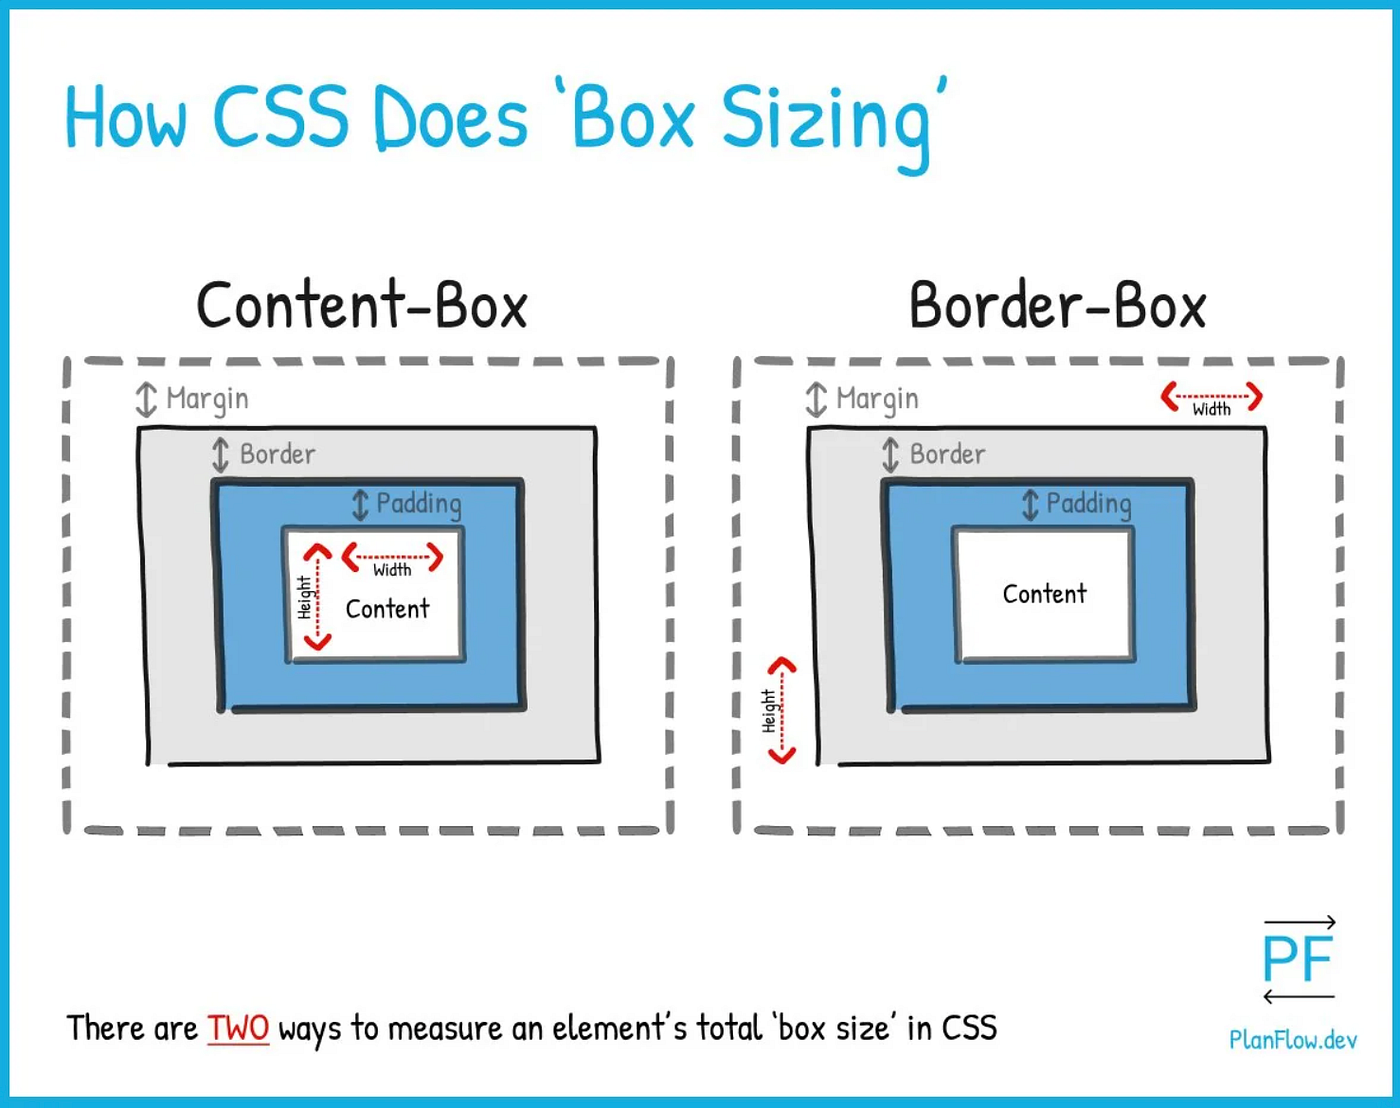 How CSS Does ‘Box Sizing’
Content-Box
Margin
Border
Padding
Width
Height
Content
Border-Box
Margin
Width
Border
Padding
Content
Height
PF
There are TWO ways to measure an element’s total ‘box size’ in CSS
PlanFlow.dev